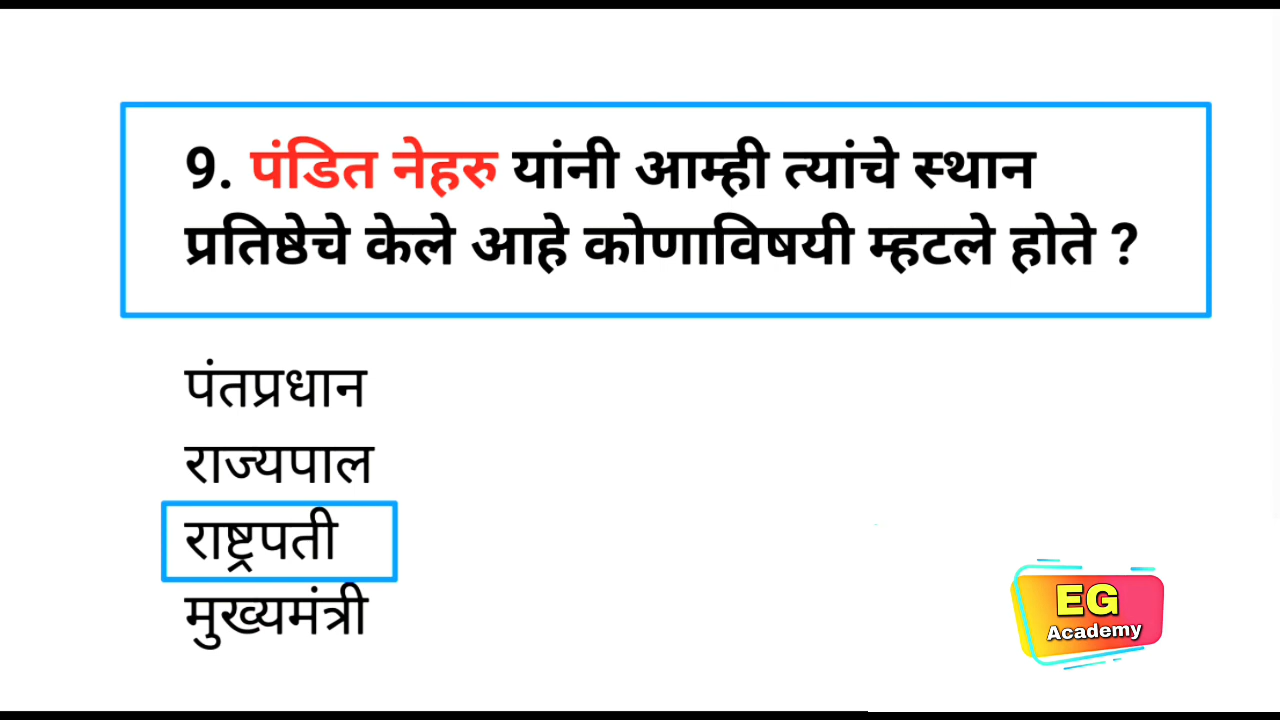 9. पंडित नेहरु यांनी आम्ही त्यांचे स्थान
प्रतिष्ठेचे केले आहे कोणाविषयी म्हटले होते ?
पंतप्रधान
राज्यपाल
राष्ट्रपती
मुख्यमंत्री
EG
Academy